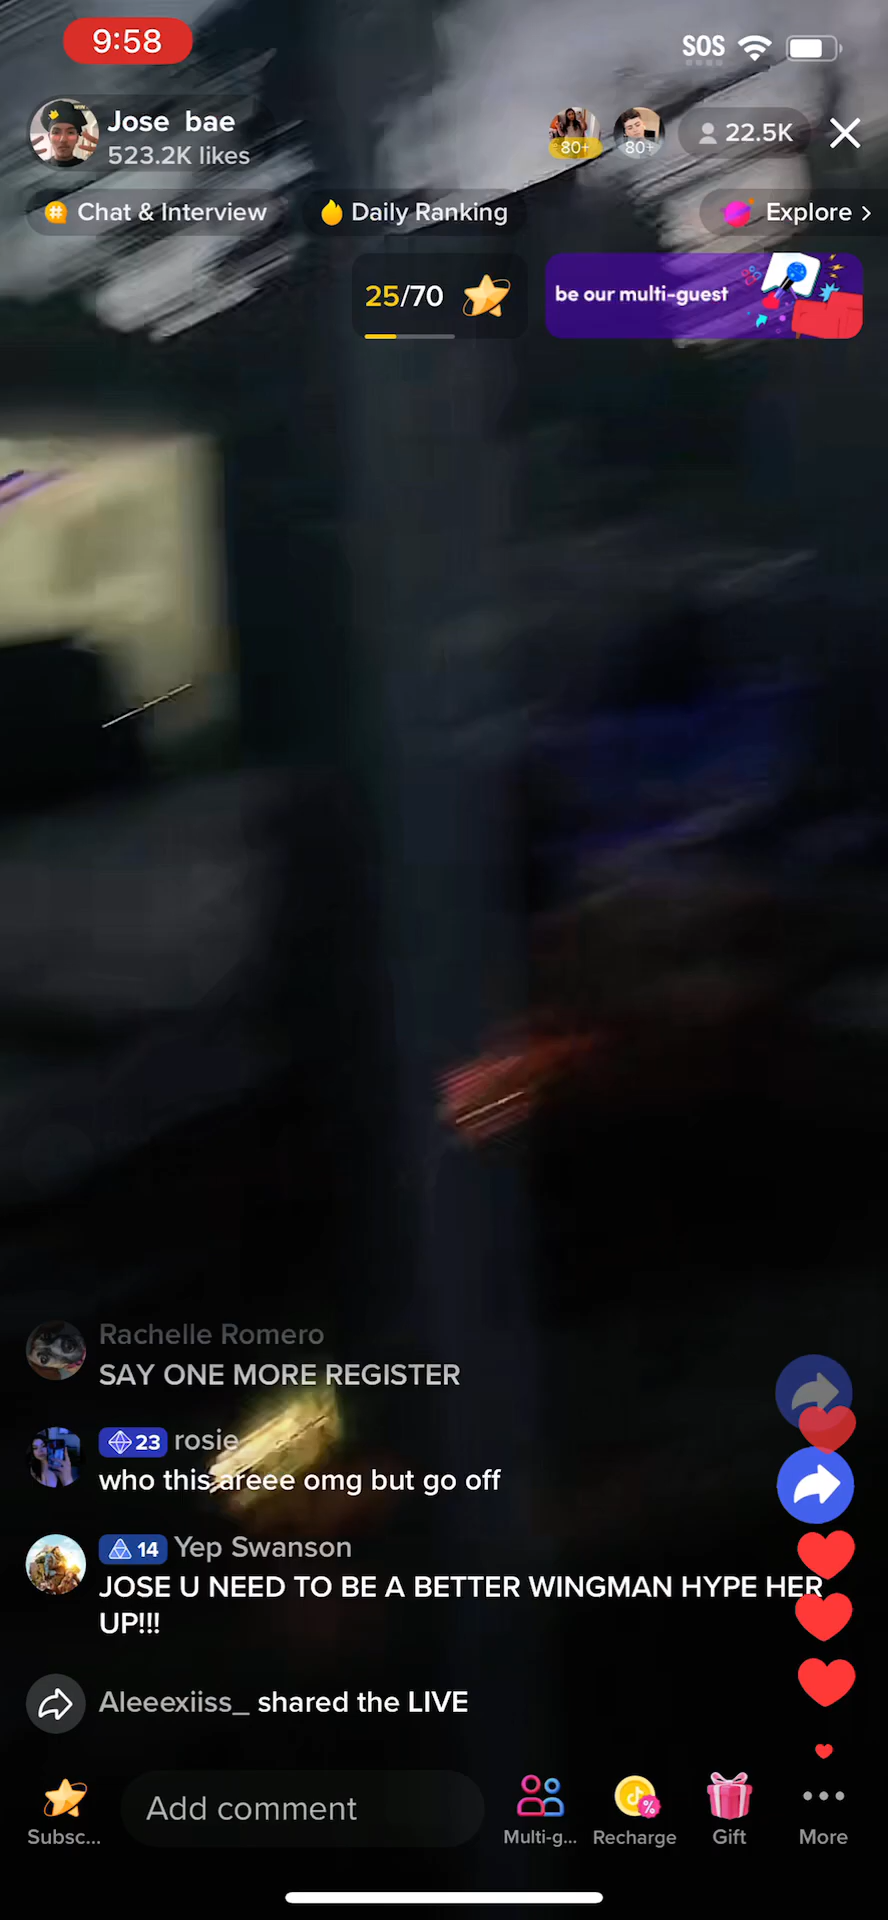 9:58
SOS
Jose bae
523.2K likes
80+
80+
22.5K
Chat & Interview
Daily Ranking
Explore >
25/70
be our multi-guest
Rachelle Romero
SAY ONE MORE REGISTER
23 rosie
who this areee omg but go off
14 Yep Swanson
JOSE U NEED TO BE A BETTER WINGMAN HYPE HER
UP!!!
Aleeexiiss_ shared the LIVE
Subsc...
Add comment
Multi-g...
Recharge
Gift
More